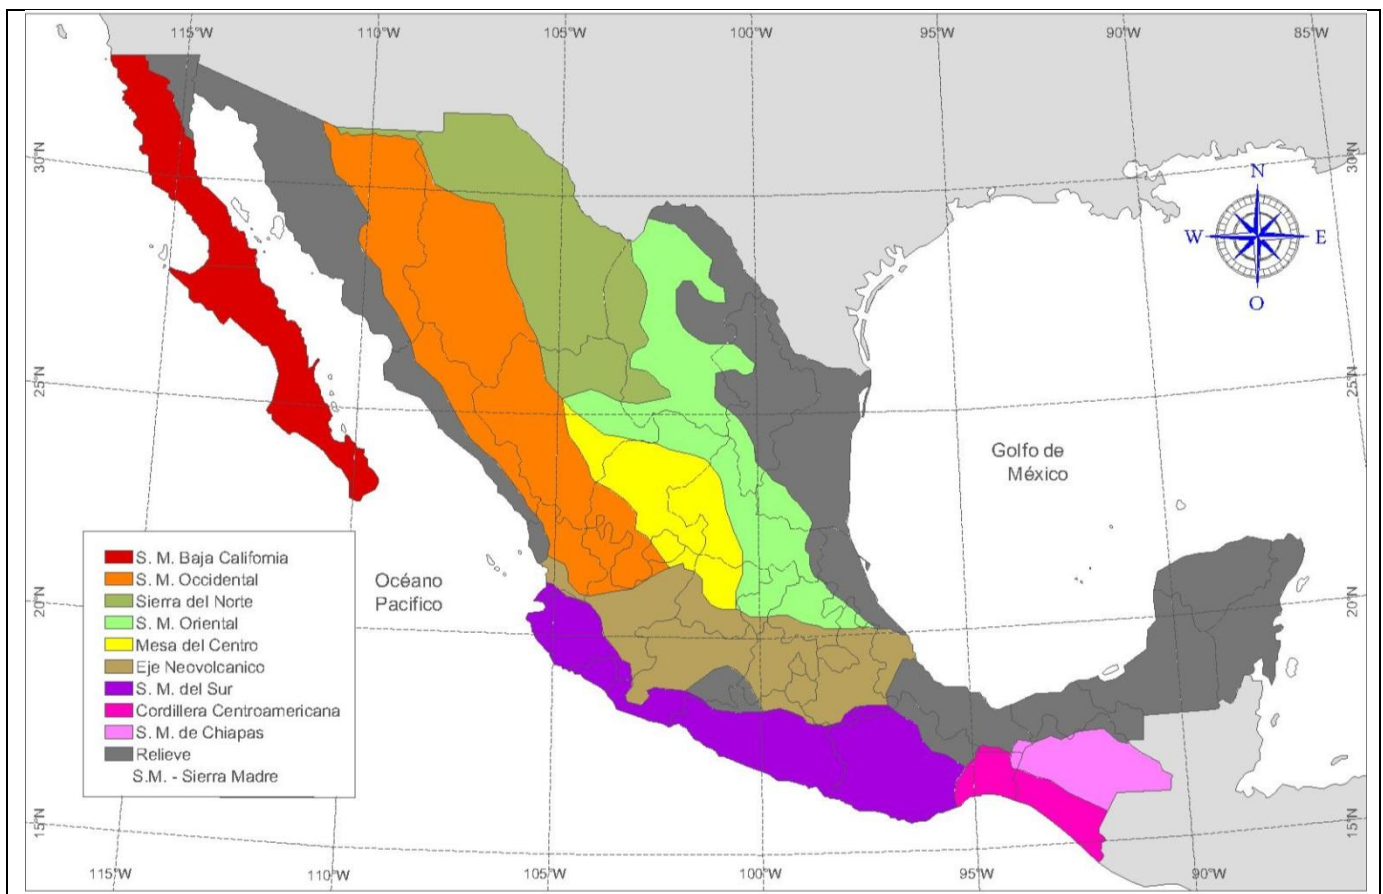 115°W 110°W 105°W 100°W 95°W 90°W 85°W
30°N 30°N
N
W E
O
25°N 25°N
Golfo de
México
S. M. Baja California
S. M. Occidental
Sierra del Norte
S. M. Oriental
Mesa del Centro
Eje Neovolcanico
S. M. del Sur
Cordillera Centroamericana
S. M. de Chiapas
Relieve
S.M. - Sierra Madre
Océano
Pacifico
20°N 20°N
15°N 15°N
115°W 110°W 105°W 100°W 95°W 90°W